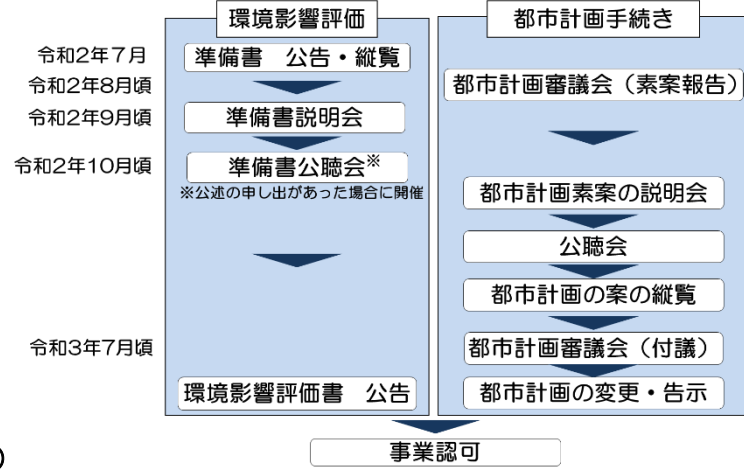 環境影響評価
都市計画手続き
令和2年7月
準備書　公告・縦覧
令和2年8月頃
都市計画審議会（素案報告）
令和2年9月頃
準備書説明会
令和2年10月頃
準備書公聴会※
※公述の申し出があった場合に開催
都市計画素案の説明会
公聴会
都市計画の案の縦覧
令和3年7月頃
都市計画審議会（付議）
環境影響評価書　公告
都市計画の変更・告示
事業認可
)